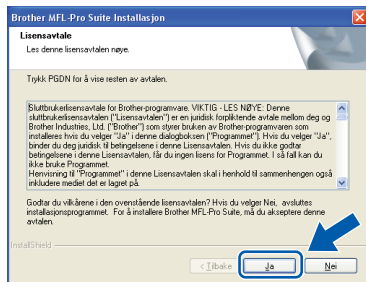 Brother MFL-Pro Suite Installasjon
Lisensavtale
Les denne lisensavtalen nøye.
Trykk PGDN for å vise resten av avtalen.
Sluttbrukerlisensavtale for Brother-programvare. VIKTIG - LES NØYE: Denne
sluttbrukerlisensavtalen ("Lisensavtalen") er en juridisk forpliktende avtale mellom deg og
Brother Industries, Ltd. ("Brother") som styrer bruken av Brother-programvaren som
installeres hvis du velger "Ja" i denne dialogboksen ("Programmet"). Hvis du velger "Ja",
binder du deg juridisk til betingelsene i denne Lisensavtalen. Hvis du ikke godtar
betingelsene i denne Lisensavtalen, får du ingen lisens for Programmet. I så fall kan du
ikke bruke Programmet.
Henvisning til "Programmet" i denne Lisensavtalen skal i henhold til sammenhengen også
inkludere mediet det er lagret på.
Godtar du vilkårene i den ovenstående lisensavtalen? Hvis du velger Nei, avsluttes
installasjonsprogrammet. For å installere Brother MFL-Pro Suite, må du akseptere denne
avtalen.
InstallShield
< Tilbake Ja Nei